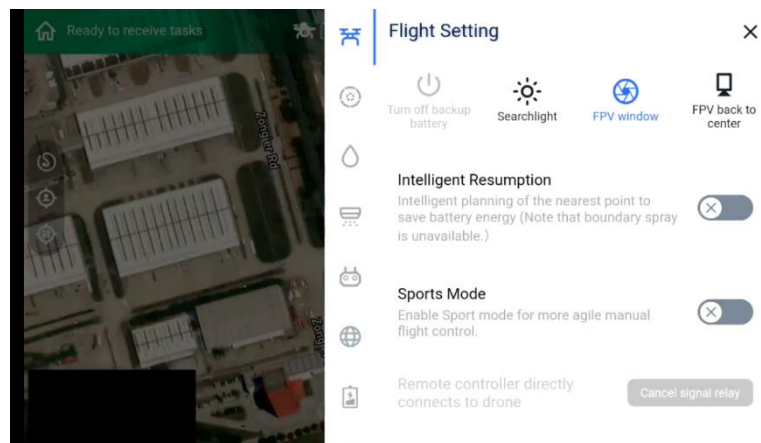 Ready to receive tasks
Flight Setting
Turn off backup
battery
Searchlight
FPV window
FPV back to
center
Zong'er Rd
Intelligent Resumption
Intelligent planning of the nearest point to
save battery energy (Note that boundary spray
is unavailable.)
Sports Mode
Enable Sport mode for more agile manual
flight control.
Remote controller directly
connects to drone
Cancel signal relay